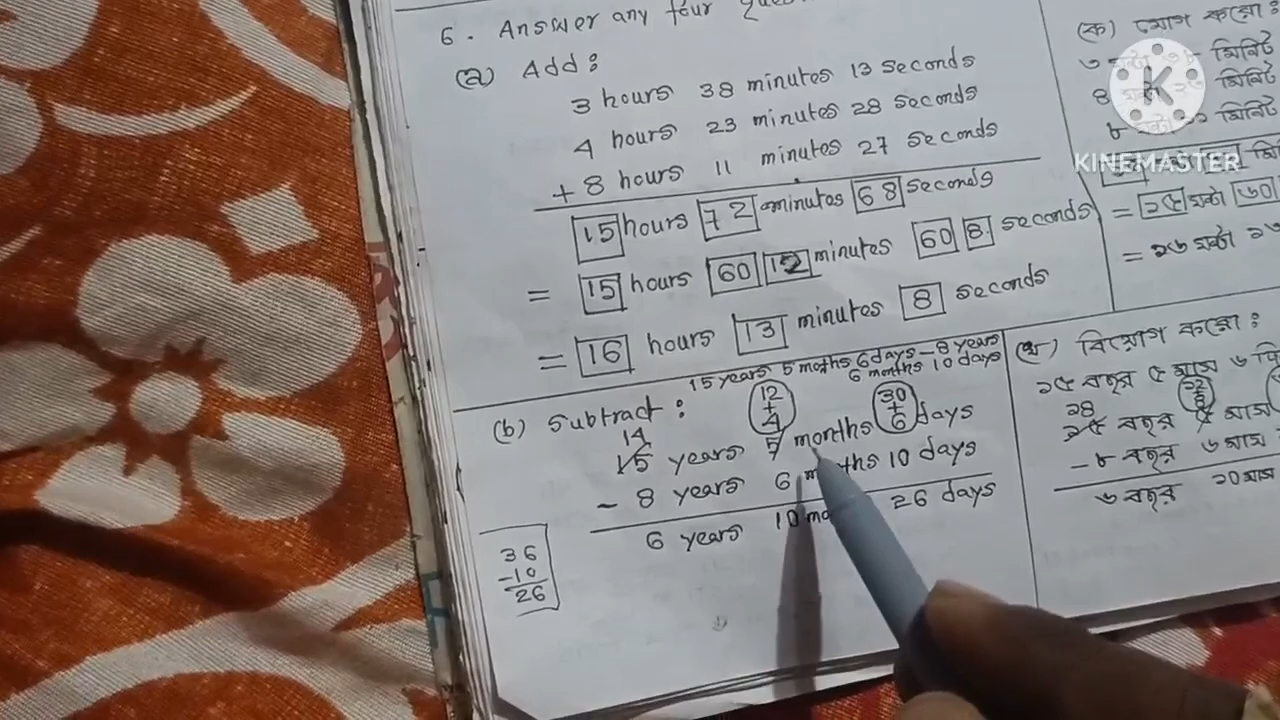 6. Answer any four
(a) Add:
3 hours 38 minutes 13 seconds
4 hours 23 minutes 28 seconds
+ 8 hours 11 minutes 27 seconds
15 hours 72 minutes 68 seconds
= 15 hours 60 12 minutes 60 8 seconds
= 16 hours 13 minutes 8 seconds
15 years 5 moths 6 days - 8 years
6 months 10 days
(b) Subtract:
12 30
+ +
14 4 6
15 years 5 months days
- 8 years 6 10 days
6 years 10 26 days
36
-10
26
(ক) যোগ করো:
মিনিট
মিনিট
মিনিট
= ১৫ ঘন্টা ৬০
= ১৬ ঘন্টা
(খ) বিয়োগ করো:
১৫ বছর ৫ মাস ৬
১৪
১৫ বছর ৫ মাস
- ৮ বছর ৬ মাস
৬ বছর ১০ মাস
K
KINEMASTER